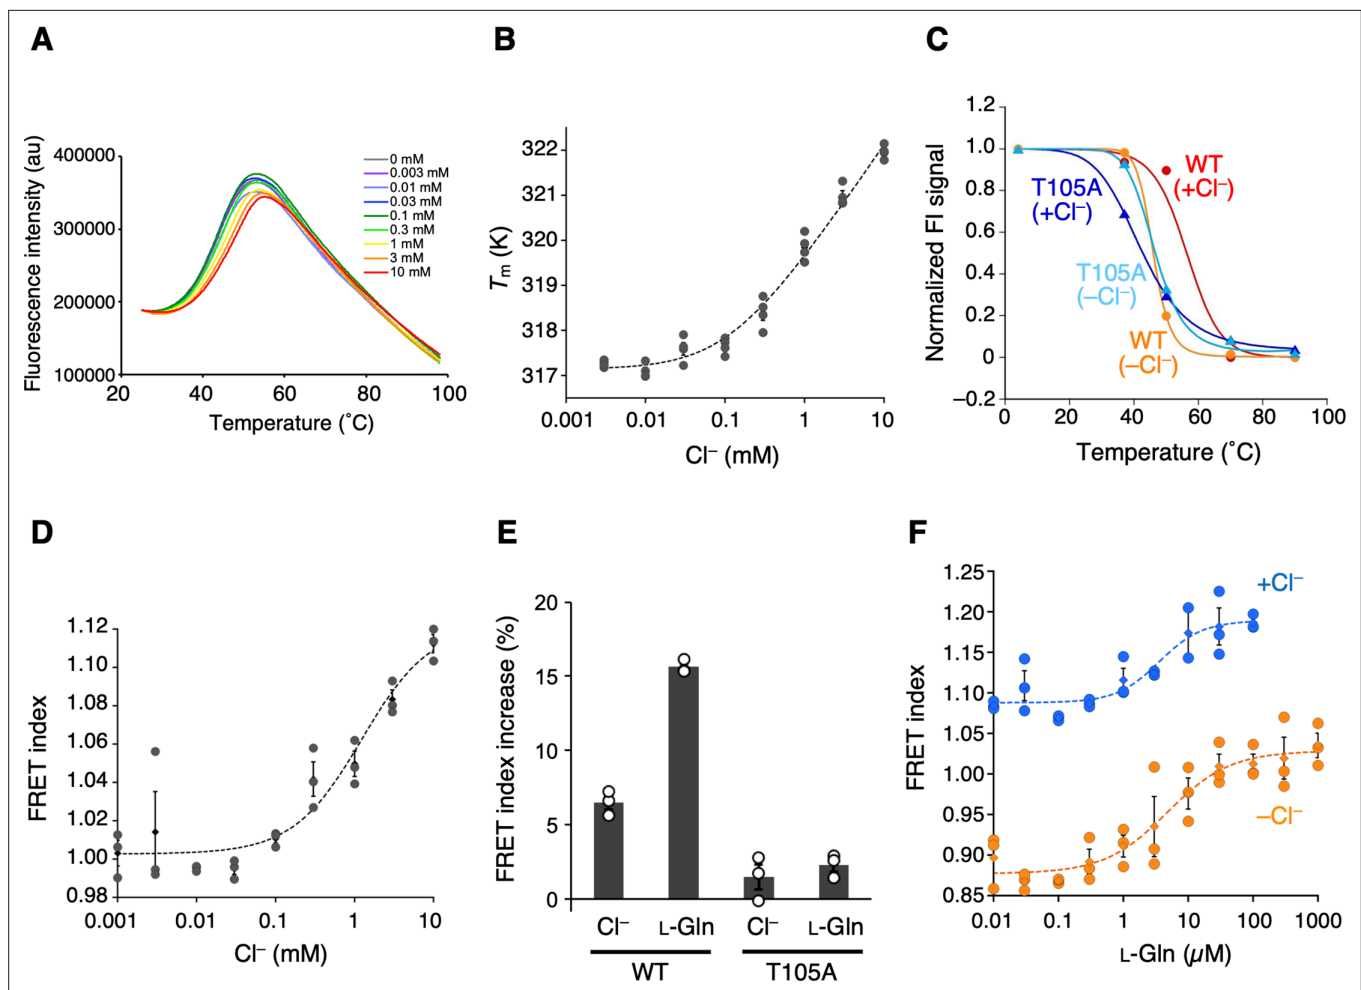 A
Fluorescence intensity (au)
400000
300000
200000
100000
20
40
60
80
100
Temperature (˚C)
0 mM
0.003 mM
0.01 mM
0.03 mM
0.1 mM
0.3 mM
1 mM
3 mM
10 mM
B
Tm (K)
322
321
320
319
318
317
0.001
0.01
0.1
1
10
Cl⁻ (mM)
C
Normalized FI signal
1.2
1.0
0.8
0.6
0.4
0.2
0
–0.2
0
20
40
60
80
100
Temperature (˚C)
WT
(+Cl⁻)
T105A
(+Cl⁻)
T105A
(–Cl⁻)
WT
(–Cl⁻)
D
FRET index
1.12
1.10
1.08
1.06
1.04
1.02
1.00
0.98
0.001
0.01
0.1
1
10
Cl⁻ (mM)
E
FRET index increase (%)
20
15
10
5
0
Cl⁻
L-Gln
Cl⁻
L-Gln
WT
T105A
F
FRET index
1.25
1.20
1.15
1.10
1.05
1.00
0.95
0.90
0.85
0.01
0.1
1
10
100
1000
L-Gln (µM)
+Cl⁻
–Cl⁻